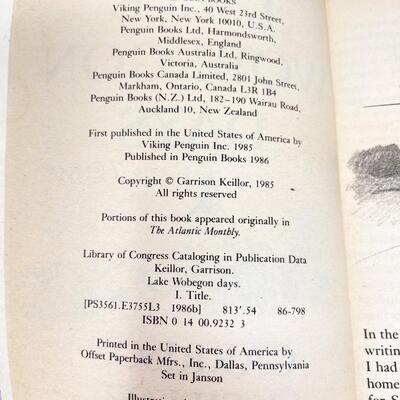 BOOKS
Viking Penguin Inc., 40 West 23rd Street,
New York, New York 10010, U.S.A.
Penguin Books Ltd, Harmondsworth,
Middlesex, England
Penguin Books Australia Ltd, Ringwood,
Victoria, Australia
Penguin Books Canada Limited, 2801 John Street,
Markham, Ontario, Canada L3R 1B4
Penguin Books (N.Z.) Ltd, 182–190 Wairau Road,
Auckland 10, New Zealand
First published in the United States of America by
Viking Penguin Inc. 1985
Published in Penguin Books 1986
Copyright © Garrison Keillor, 1985
All rights reserved
Portions of this book appeared originally in
The Atlantic Monthly.
Library of Congress Cataloging in Publication Data
Keillor, Garrison.
Lake Wobegon days.
I. Title.
[PS3561.E3755L3 1986b] 813'.54 86-798
ISBN 0 14 00.9232 3
Printed in the United States of America by
Offset Paperback Mfrs., Inc., Dallas, Pennsylvania
Set in Janson
In the
writing
I had
home
for S